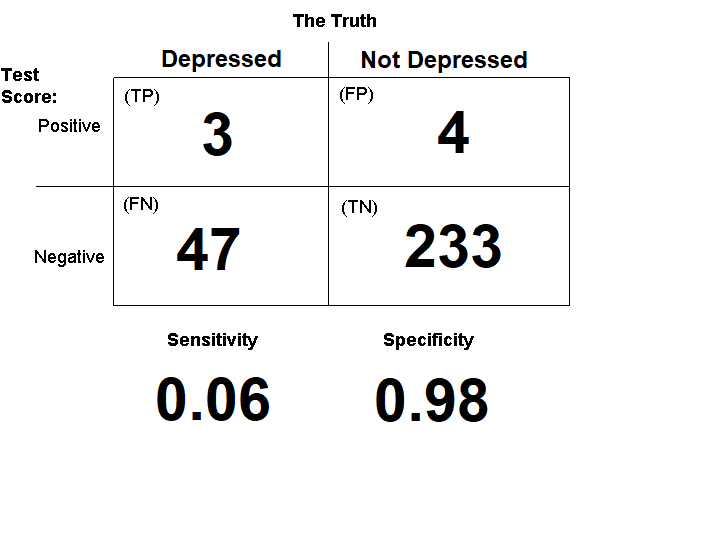 The Truth
Depressed
Not Depressed
Test
Score:
(TP)
(FP)
Positive
3
4
(FN)
(TN)
Negative
47
233
Sensitivity
Specificity
0.06
0.98